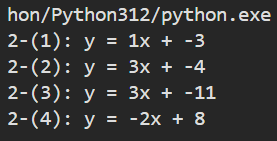 hon/Python312/python.exe
2-(1): y = 1x + -3
2-(2): y = 3x + -4
2-(3): y = 3x + -11
2-(4): y = -2x + 8